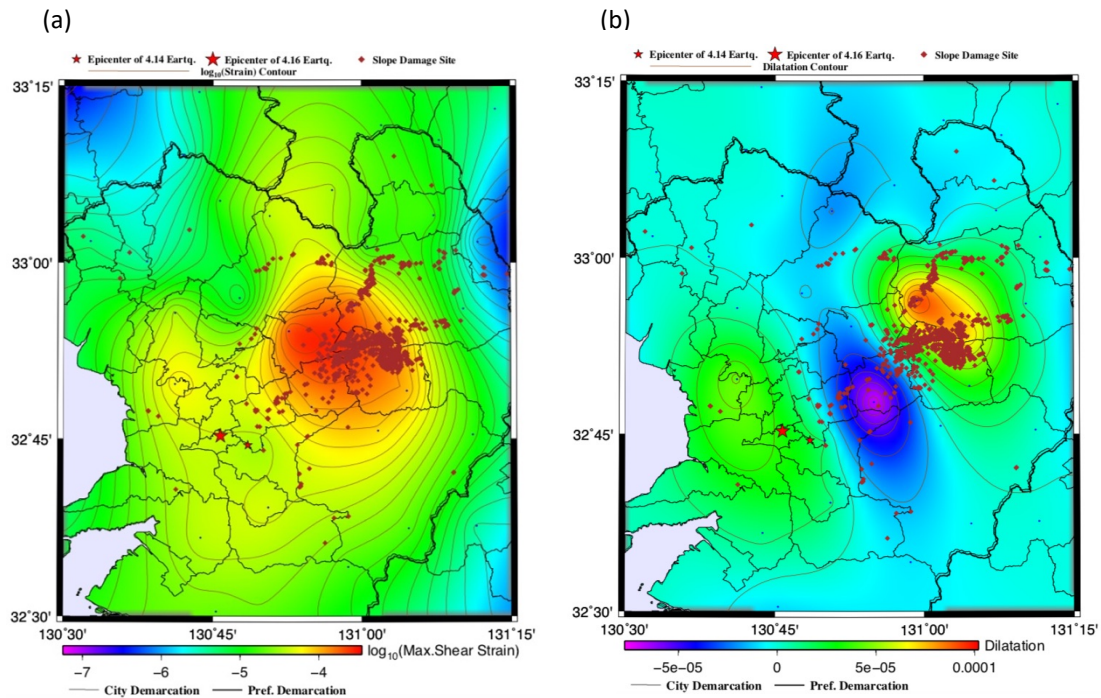 (a)
Epicenter of 4.14 Eartq. Epicenter of 4.16 Eartq. Slope Damage Site
log₁₀(Strain) Contour
33°15'
33°00'
32°45'
32°30'
130°30' 130°45' 131°00' 131°15'
−7 −6 −5 −4 log₁₀(Max.Shear Strain)
City Demarcation Pref. Demarcation
(b)
Epicenter of 4.14 Eartq. Epicenter of 4.16 Eartq. Slope Damage Site
Dilatation Contour
33°15'
33°00'
32°45'
32°30'
130°30' 130°45' 131°00' 131°15'
−5e−05 0 5e−05 0.0001 Dilatation
City Demarcation Pref. Demarcation